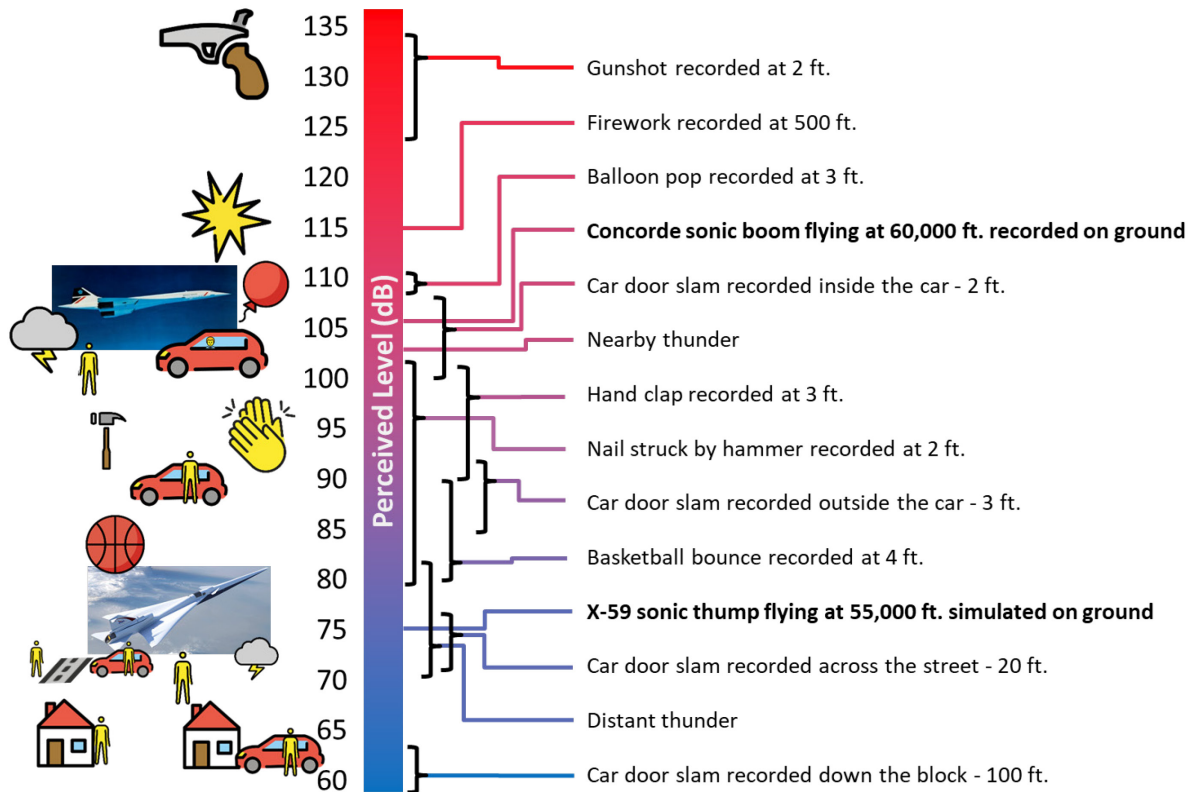 135
130
125
120
115
110
105
100
95
90
85
80
75
70
65
60
Perceived Level (dB)
Gunshot recorded at 2 ft.
Firework recorded at 500 ft.
Balloon pop recorded at 3 ft.
Concorde sonic boom flying at 60,000 ft. recorded on ground
Car door slam recorded inside the car - 2 ft.
Nearby thunder
Hand clap recorded at 3 ft.
Nail struck by hammer recorded at 2 ft.
Car door slam recorded outside the car - 3 ft.
Basketball bounce recorded at 4 ft.
X-59 sonic thump flying at 55,000 ft. simulated on ground
Car door slam recorded across the street - 20 ft.
Distant thunder
Car door slam recorded down the block - 100 ft.